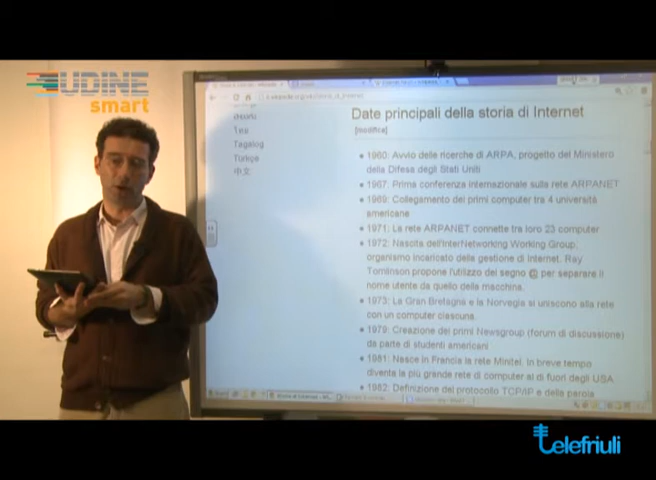 UDINE
smart
Date principali della storia di Internet
[modifica]
Tagalog
Türkçe
中文
1960: Avvio delle ricerche di ARPA, progetto del Ministero
della Difesa degli Stati Uniti
1967: Prima conferenza internazionale sulla rete ARPANET
1969: Collegamento dei primi computer tra 4 università
americane
1971: La rete ARPANET connette tra loro 23 computer
1972: Nascita dell'InterNetworking Working Group,
organismo incaricato della gestione di Internet. Ray
Tomlinson propone l'utilizzo del segno @ per separare il
nome utente da quello della macchina.
1973: La Gran Bretagna e la Norvegia si uniscono alla rete
con un computer ciascuna.
1979: Creazione dei primi Newsgroup (forum di discussione)
da parte di studenti americani
1981: Nasce in Francia la rete Minitel, in breve tempo
diventa la più grande rete di computer al di fuori degli USA
1982: Definizione del protocollo TCP/IP e della parola
telefriuli